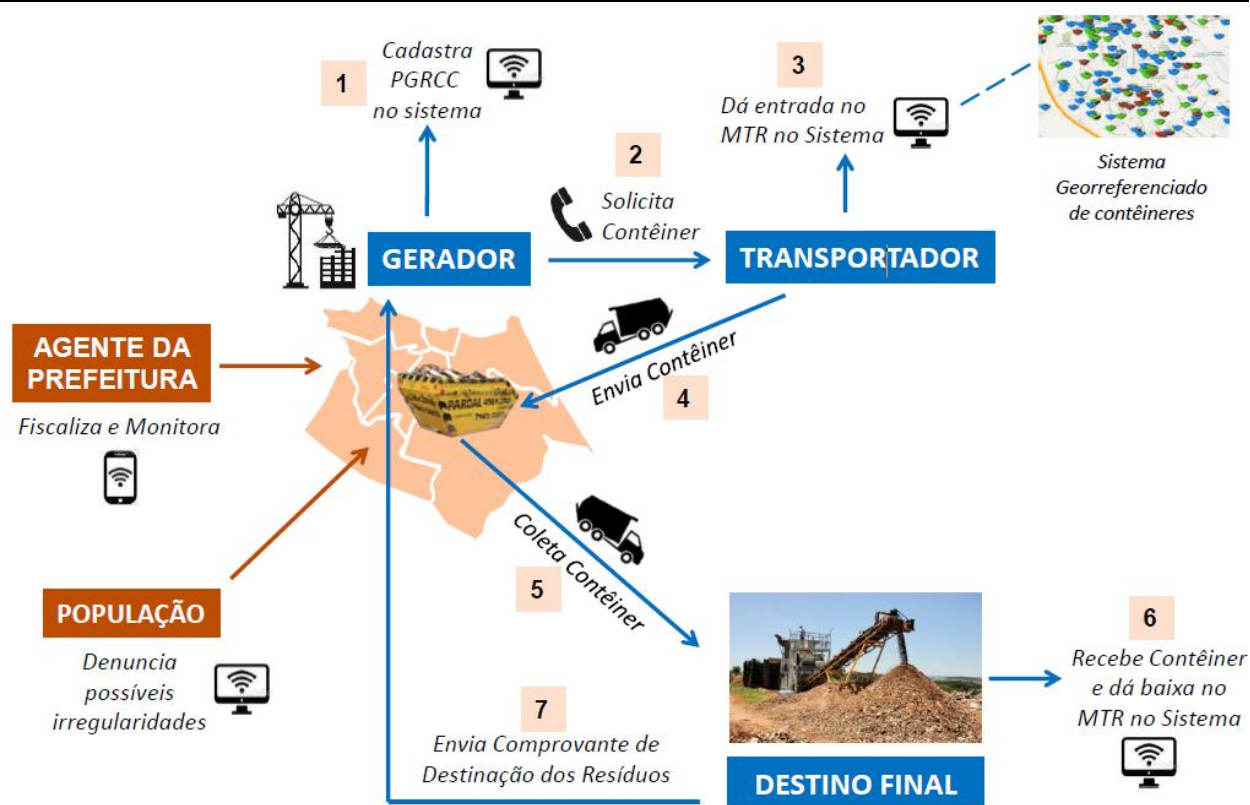 1
Cadastra
PGRCC
no sistema
2
Solicita
Contêiner
3
Dá entrada no
MTR no Sistema
Sistema
Georreferenciado
de contêineres
GERADOR
TRANSPORTADOR
AGENTE DA
PREFEITURA
Fiscaliza e Monitora
Envia Contêiner
4
Coleta Contêiner
5
POPULAÇÃO
Denuncia
possíveis
irregularidades
6
Recebe Contêiner
e dá baixa no
MTR no Sistema
7
Envia Comprovante de
Destinação dos Resíduos
DESTINO FINAL